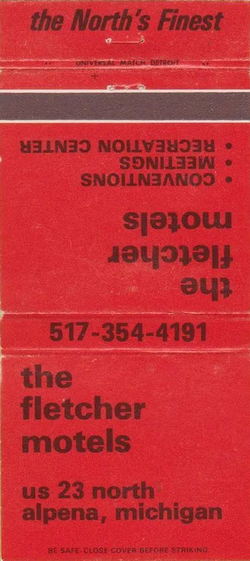 the North's Finest
UNIVERSAL MATCH DETROIT
the
fletcher
motels
• CONVENTIONS
• MEETINGS
• RECREATION CENTER
517-354-4191
the
fletcher
motels
us 23 north
alpena, michigan
BE SAFE-CLOSE COVER BEFORE STRIKING